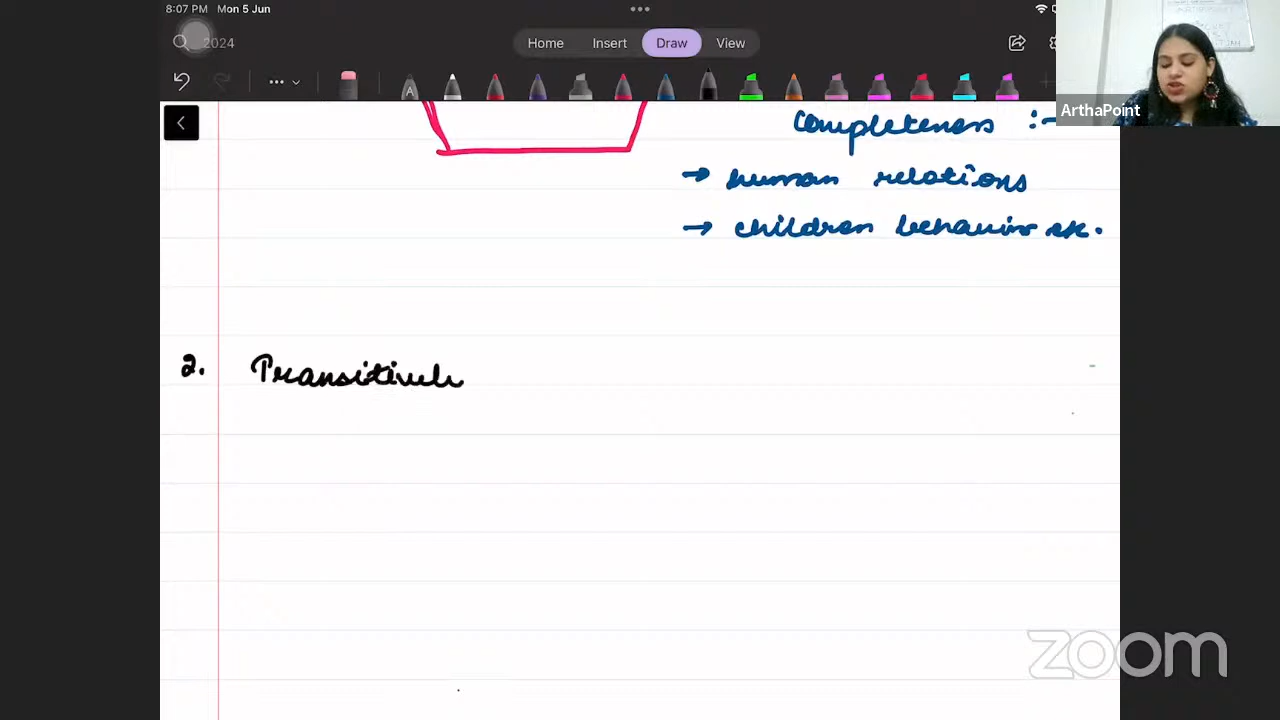 8:07 PM Mon 5 Jun
2024
Home Insert Draw View
A
ArthaPoint
Completeness :-
→ human relations
→ children behaviour etc.
2. Transitivele
zoom